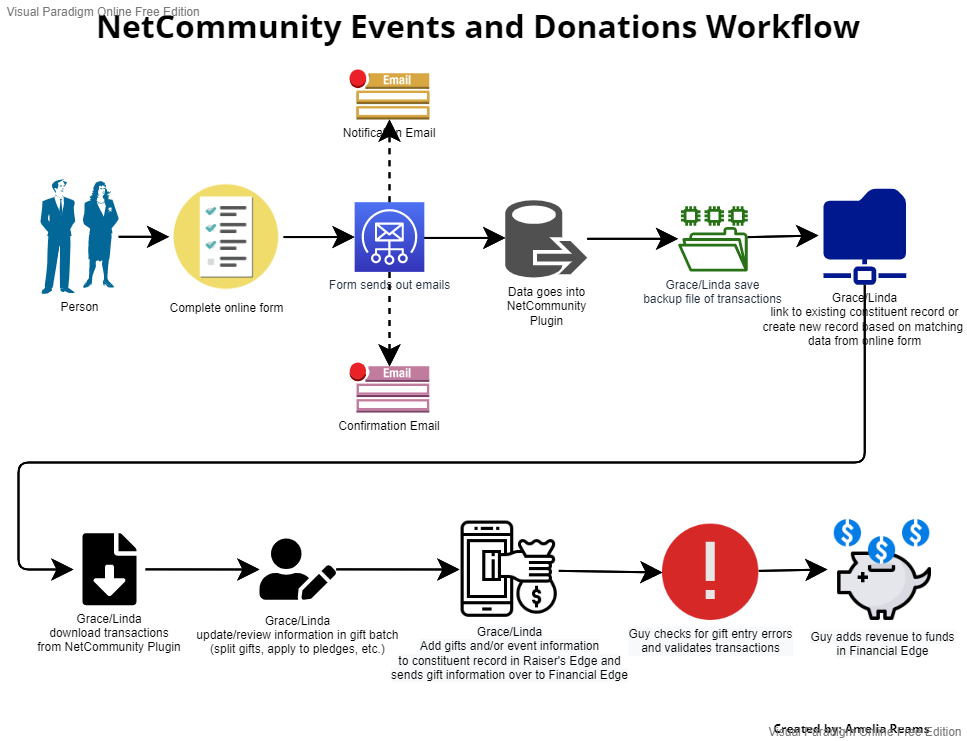 Visual Paradigm Online Free Edition
NetCommunity Events and Donations Workflow
Email
Notification Email
Person
Complete online form
Form sends out emails
Data goes into
NetCommunity
Plugin
Grace/Linda save
backup file of transactions
Grace/Linda
link to existing constituent record or
create new record based on matching
data from online form
Email
Confirmation Email
Grace/Linda
download transactions
from NetCommunity Plugin
Grace/Linda
update/review information in gift batch
(split gifts, apply to pledges, etc.)
$
Grace/Linda
Add gifts and/or event information
to constituent record in Raiser's Edge and
sends gift information over to Financial Edge
!
Guy checks for gift entry errors
and validates transactions
$ $ $
Guy adds revenue to funds
in Financial Edge
Created by: Amelia Reams
Visual Paradigm Online Free Edition